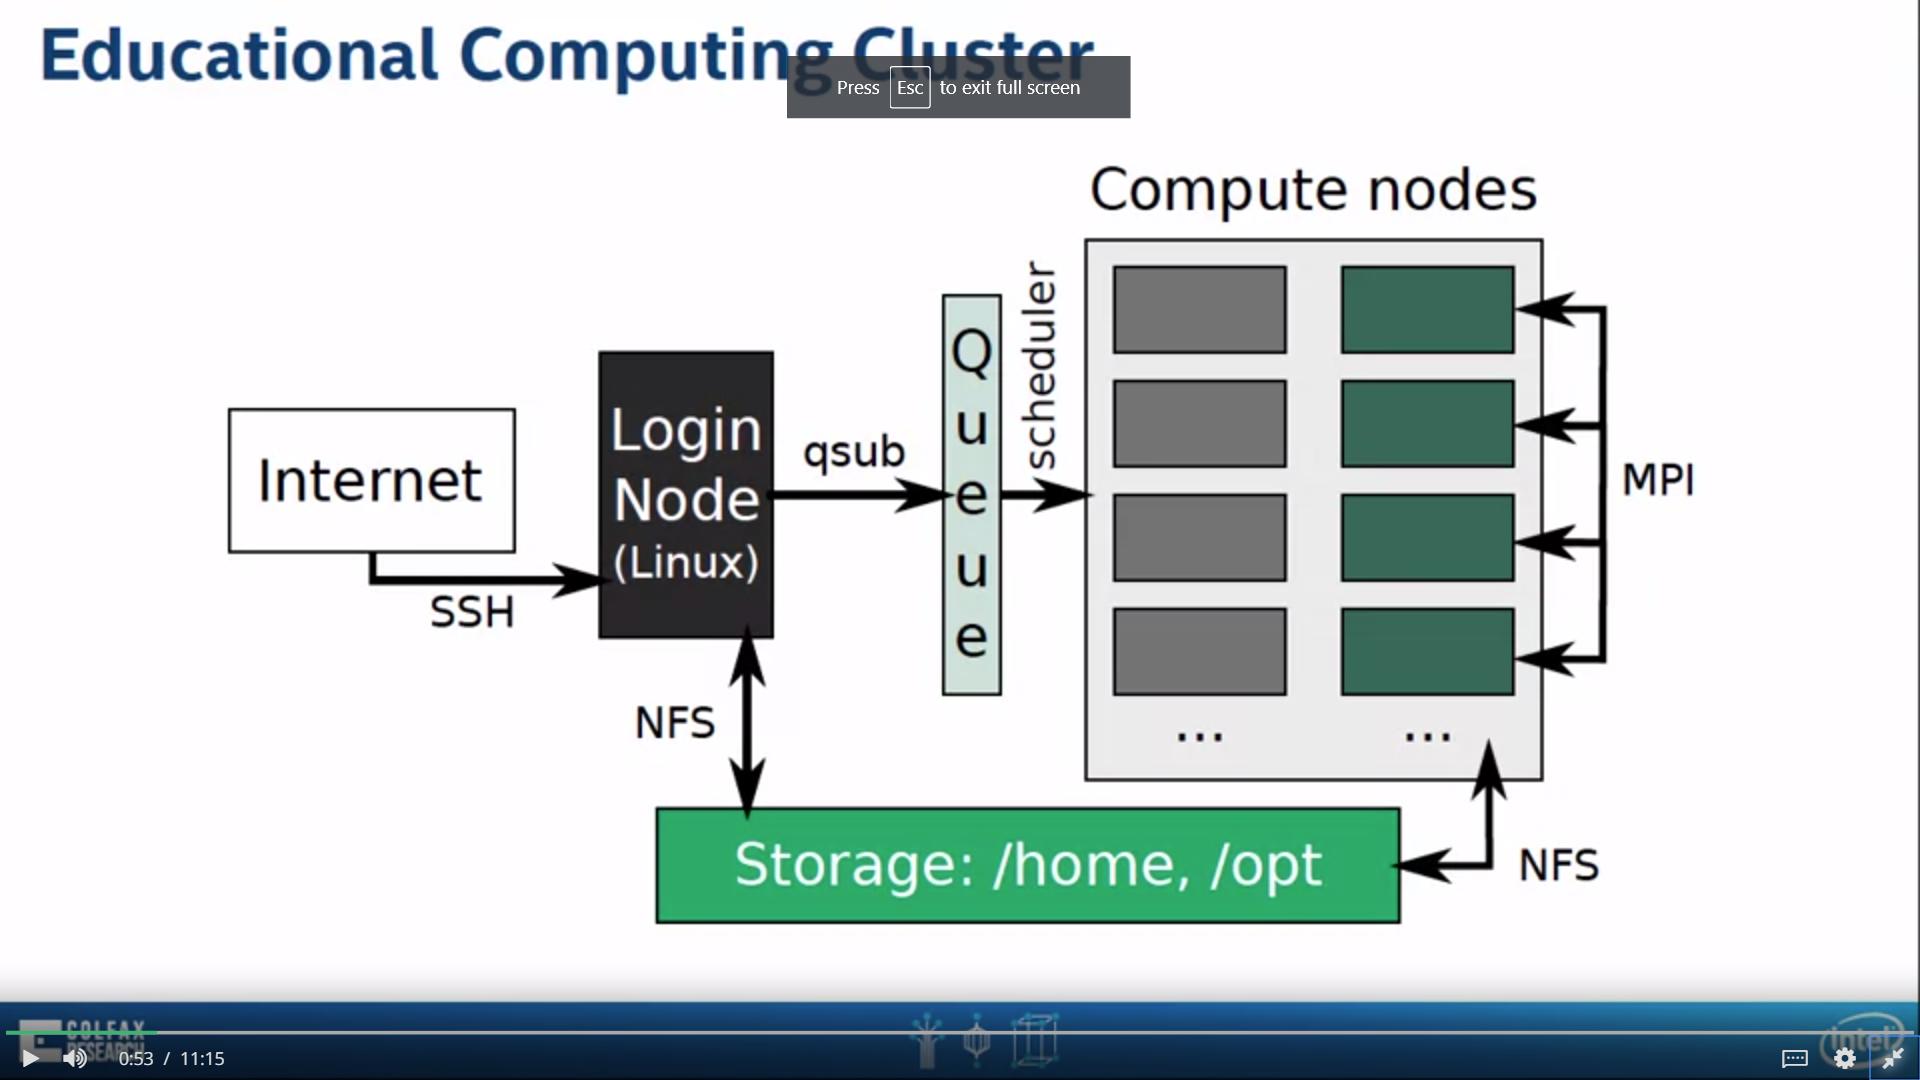 Educational Computing Cluster
Press Esc to exit full screen
Compute nodes
scheduler
Queue
Login
Node
(Linux)
qsub
Internet
SSH
MPI
NFS
...
...
Storage: /home, /opt
NFS
COLFAX
RESEARCH
intel
0:53 / 11:15